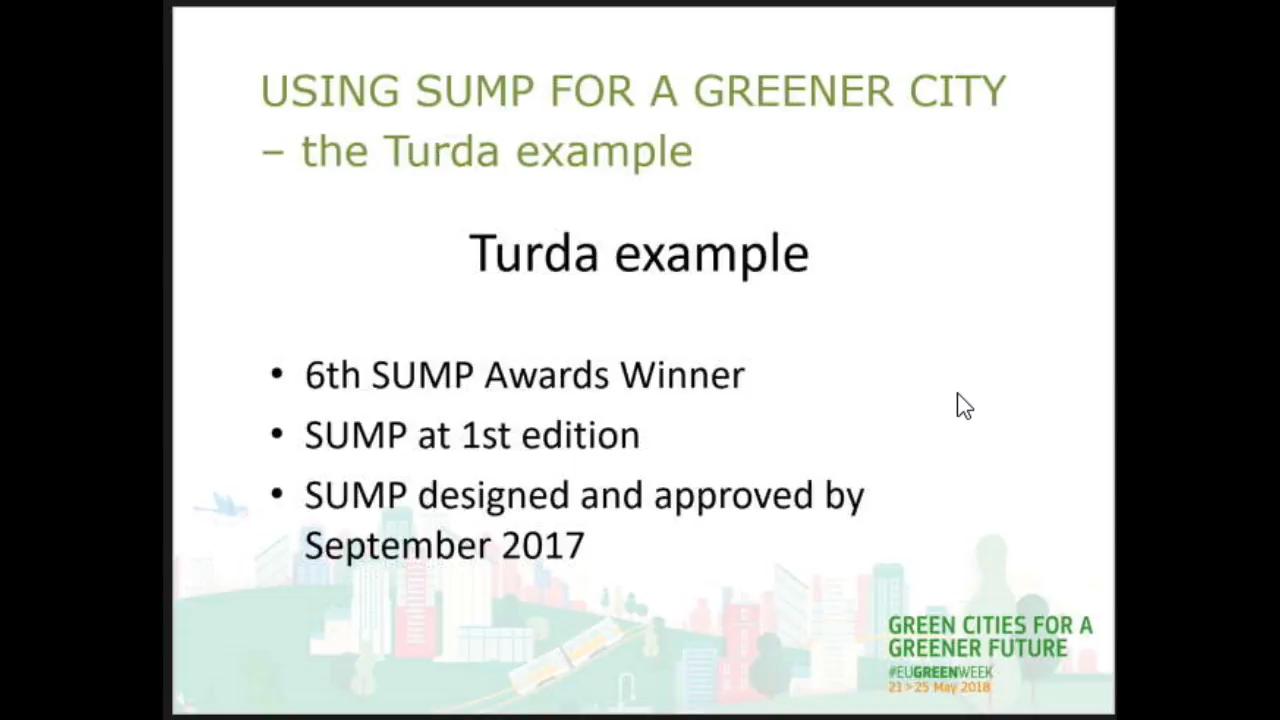 USING SUMP FOR A GREENER CITY
– the Turda example
Turda example
• 6th SUMP Awards Winner
• SUMP at 1st edition
• SUMP designed and approved by
September 2017
GREEN CITIES FOR A
GREENER FUTURE
#EUGREENWEEK
21>25 May 2018